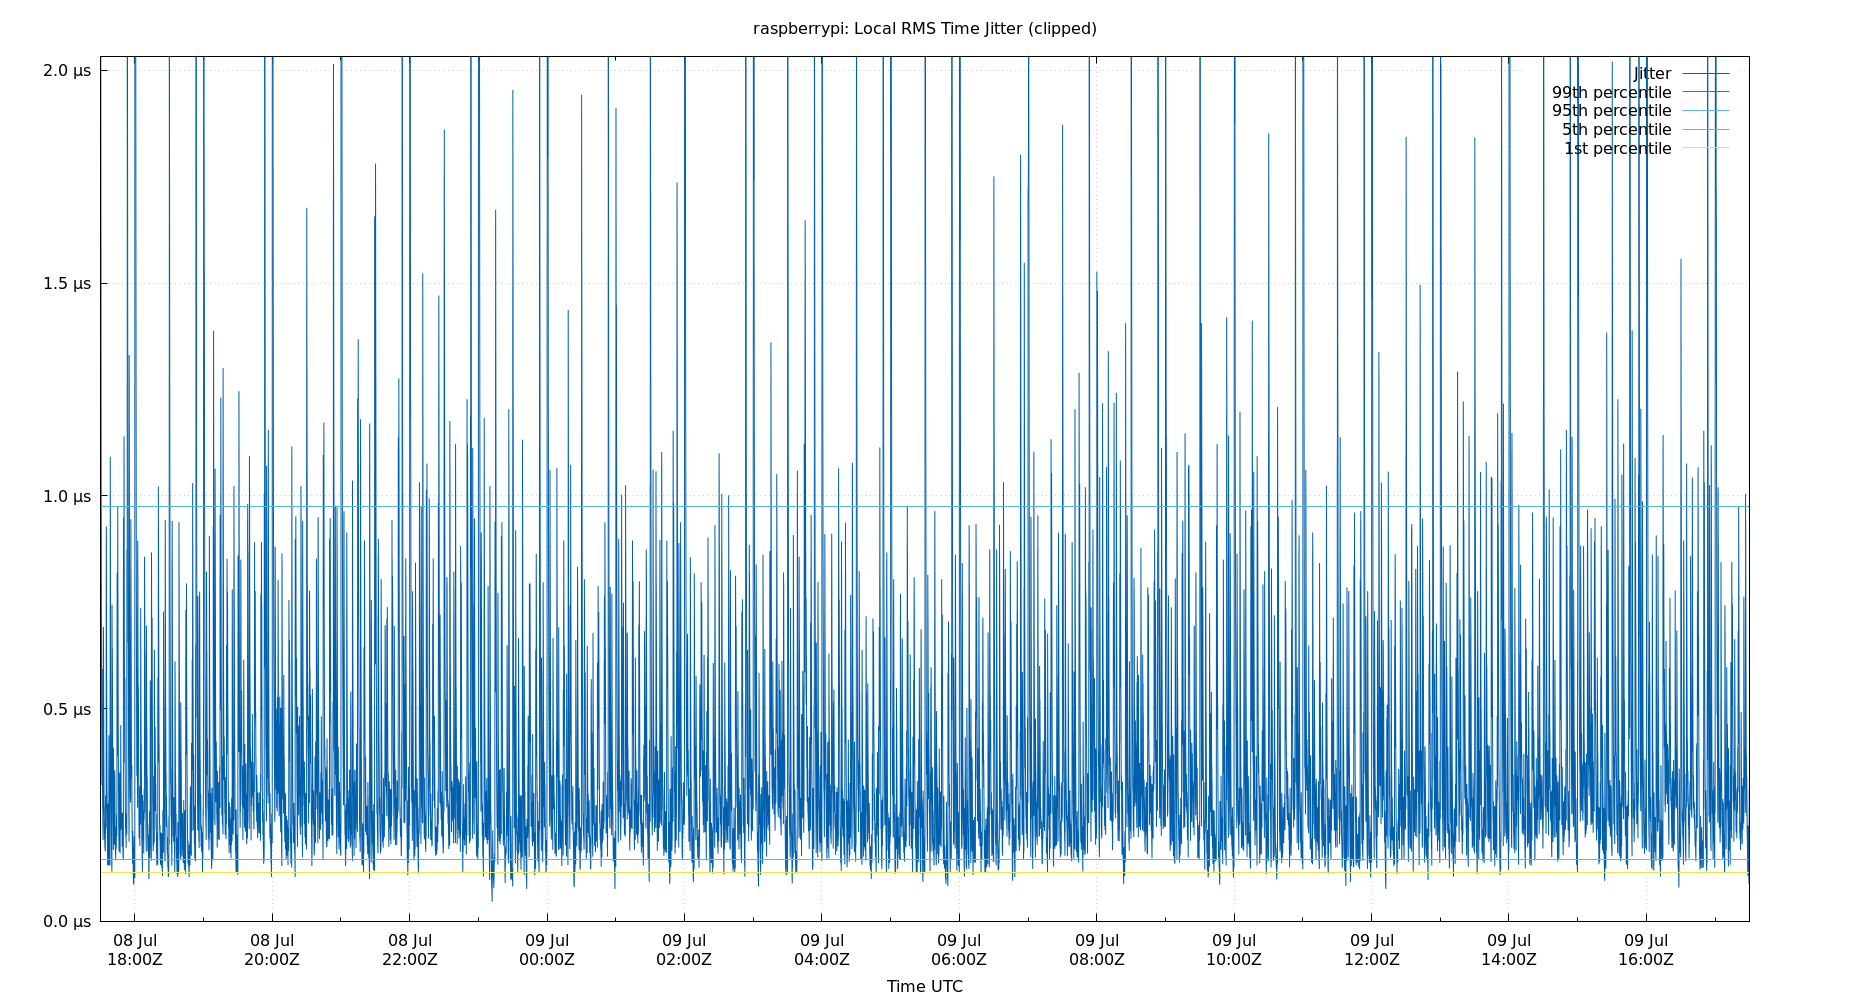 raspberrypi: Local RMS Time Jitter (clipped)
2.0 µs
1.5 µs
1.0 µs
0.5 µs
0.0 µs
Jitter
99th percentile
95th percentile
5th percentile
1st percentile
08 Jul 08 Jul 08 Jul 09 Jul 09 Jul 09 Jul 09 Jul 09 Jul 09 Jul 09 Jul 09 Jul 09 Jul
18:00Z 20:00Z 22:00Z 00:00Z 02:00Z 04:00Z 06:00Z 08:00Z 10:00Z 12:00Z 14:00Z 16:00Z
Time UTC